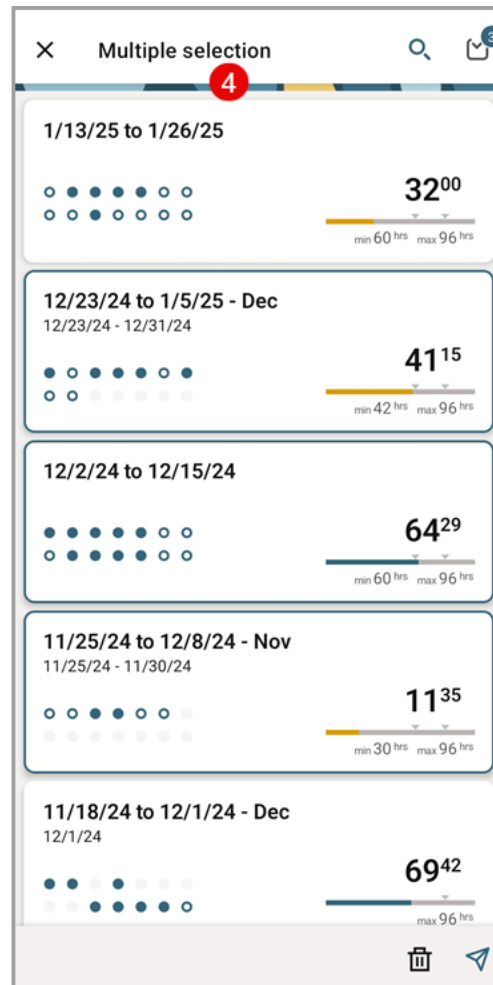 Multiple selection
3
4
1/13/25 to 1/26/25
32⁰⁰
min 60 hrs max 96 hrs
12/23/24 to 1/5/25 - Dec
12/23/24 - 12/31/24
41¹⁵
min 42 hrs max 96 hrs
12/2/24 to 12/15/24
64²⁹
min 60 hrs max 96 hrs
11/25/24 to 12/8/24 - Nov
11/25/24 - 11/30/24
11³⁵
min 30 hrs max 96 hrs
11/18/24 to 12/1/24 - Dec
12/1/24
69⁴²
max 96 hrs